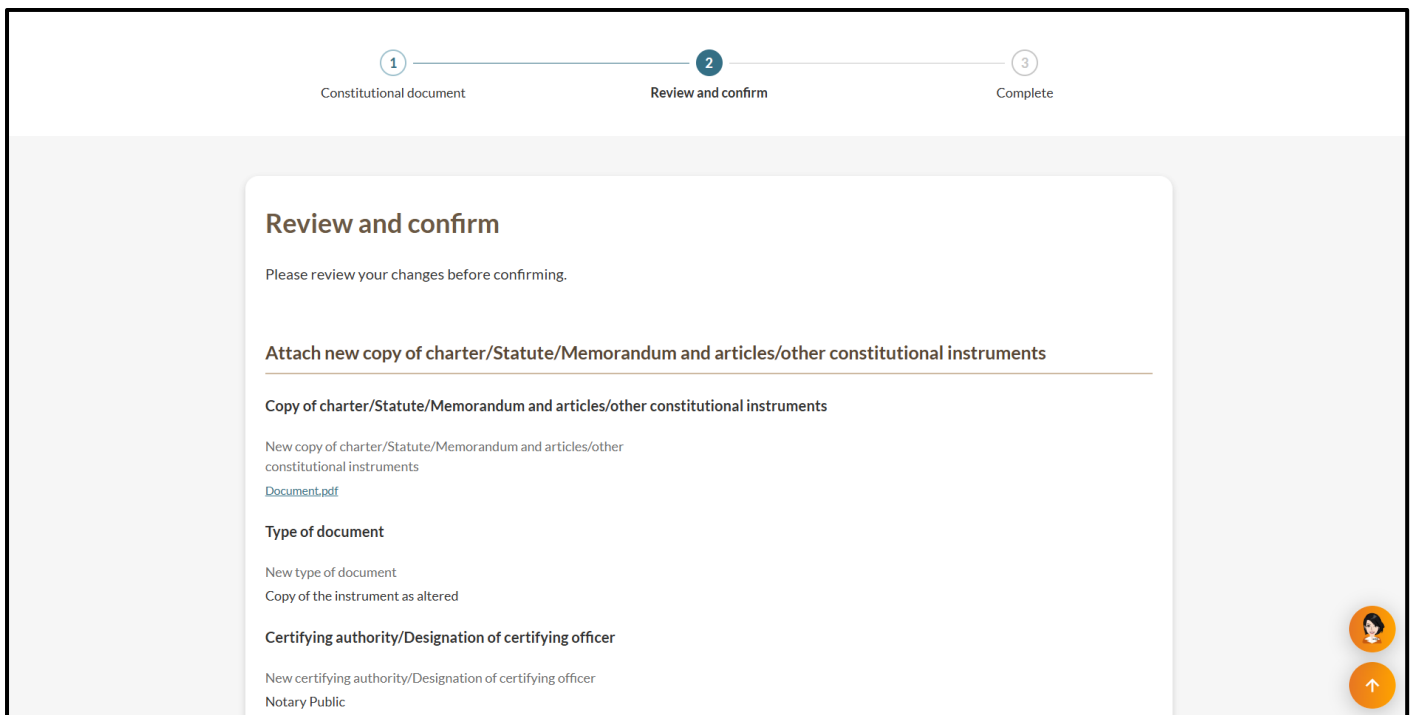 1
2
3
Constitutional document
Review and confirm
Complete
Review and confirm
Please review your changes before confirming.
Attach new copy of charter/Statute/Memorandum and articles/other constitutional instruments
Copy of charter/Statute/Memorandum and articles/other constitutional instruments
New copy of charter/Statute/Memorandum and articles/other
constitutional instruments
Document.pdf
Type of document
New type of document
Copy of the instrument as altered
Certifying authority/Designation of certifying officer
New certifying authority/Designation of certifying officer
Notary Public